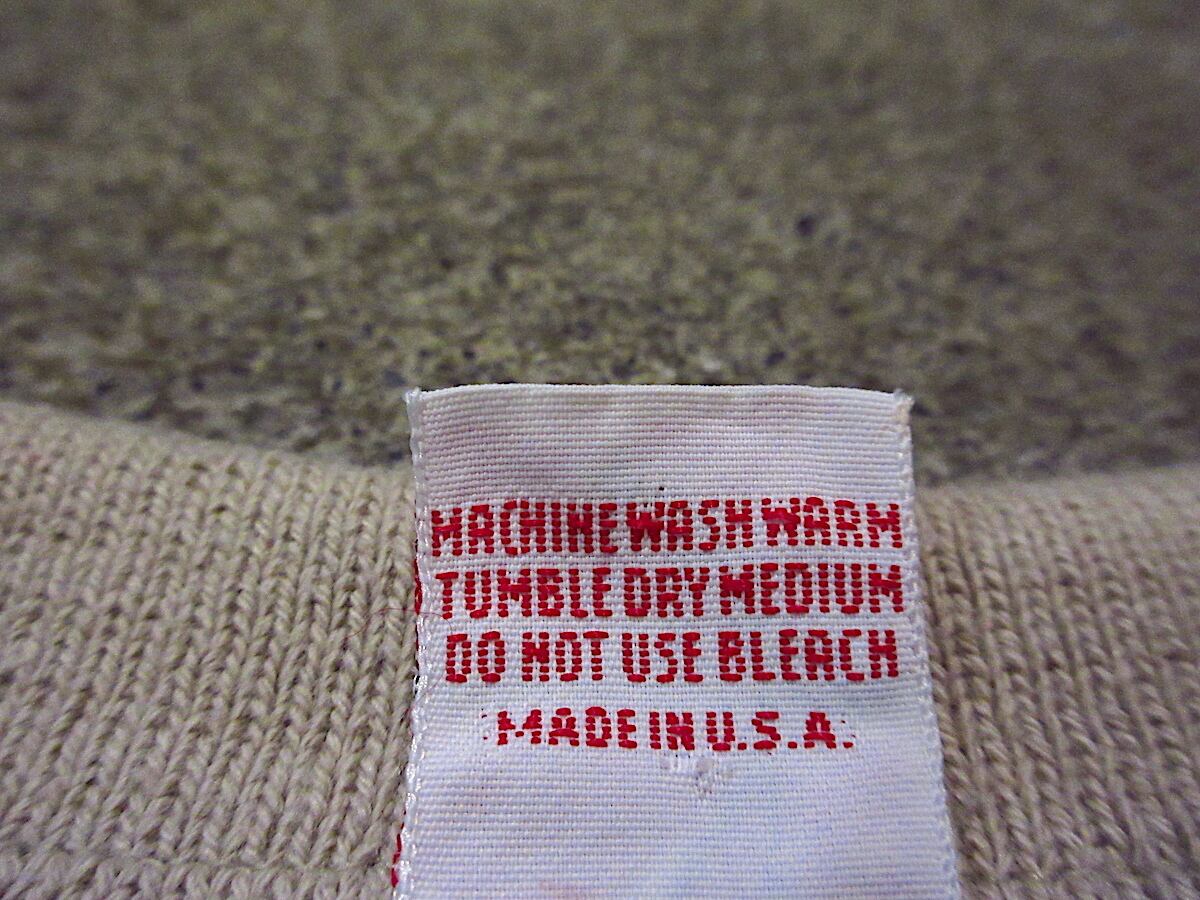 MACHINE WASH WARM
TUMBLE DRY MEDIUM
DO NOT USE BLEACH
MADE IN U.S.A.